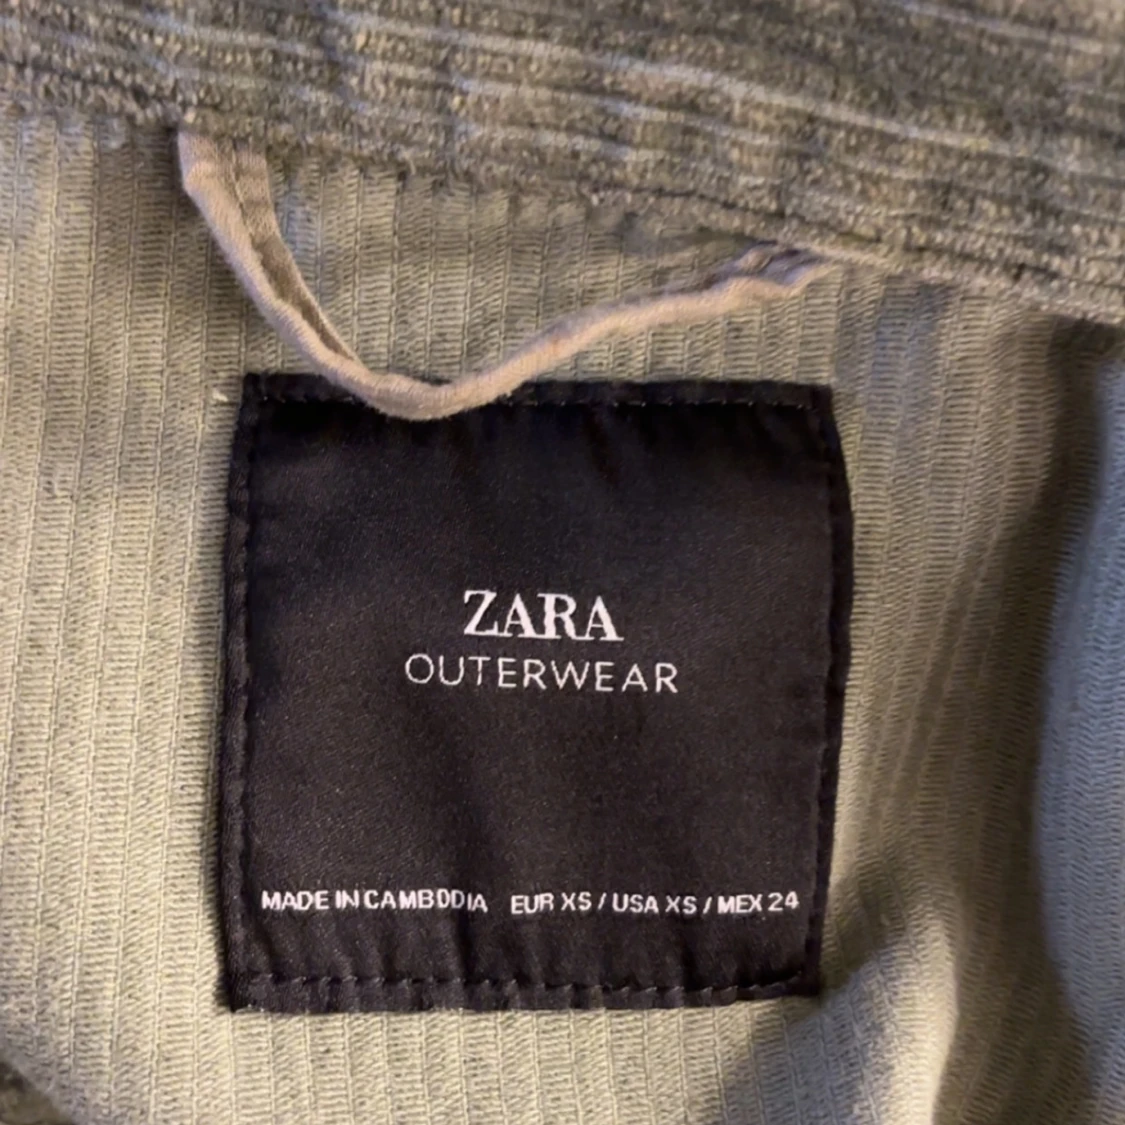 ZARA
OUTERWEAR
MADE IN CAMBODIA EUR XS / USA XS / MEX 24